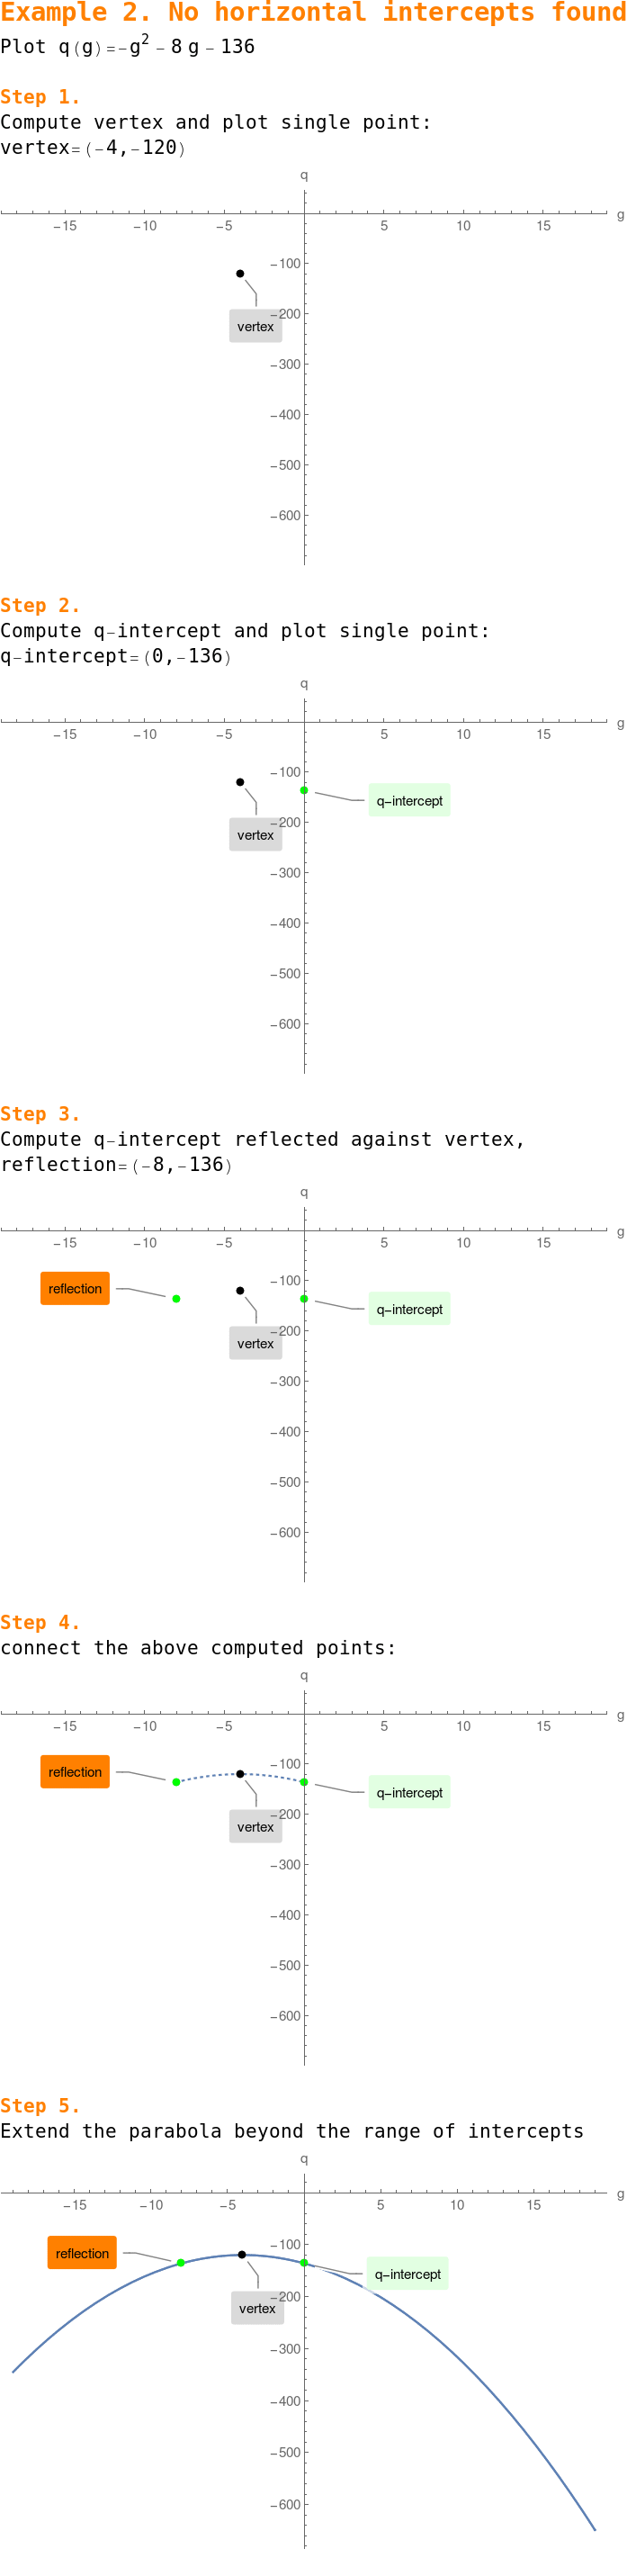 Example 2. No horizontal intercepts found
Plot q(g)=-g² - 8 g - 136
Step 1.
Compute vertex and plot single point:
vertex=(-4,-120)
q
g
-15 -10 -5 5 10 15
-100
-200
vertex
-300
-400
-500
-600
Step 2.
Compute q-intercept and plot single point:
q-intercept=(0,-136)
q
g
-15 -10 -5 5 10 15
-100
q-intercept
-200
vertex
-300
-400
-500
-600
Step 3.
Compute q-intercept reflected against vertex,
reflection=(-8,-136)
q
g
-15 -10 -5 5 10 15
-100
reflection
q-intercept
-200
vertex
-300
-400
-500
-600
Step 4.
connect the above computed points:
q
g
-15 -10 -5 5 10 15
-100
reflection
q-intercept
-200
vertex
-300
-400
-500
-600
Step 5.
Extend the parabola beyond the range of intercepts
q
g
-15 -10 -5 5 10 15
-100
reflection
q-intercept
-200
vertex
-300
-400
-500
-600